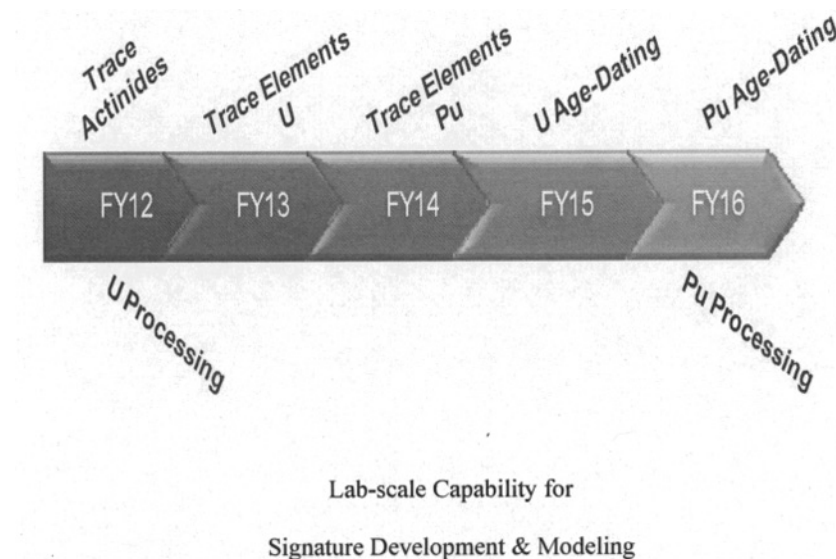 Trace
Actinides
Trace Elements
U
Trace Elements
Pu
U Age-Dating
Pu Age-Dating
FY12
FY13
FY14
FY15
FY16
U Processing
Pu Processing
Lab-scale Capability for
Signature Development & Modeling